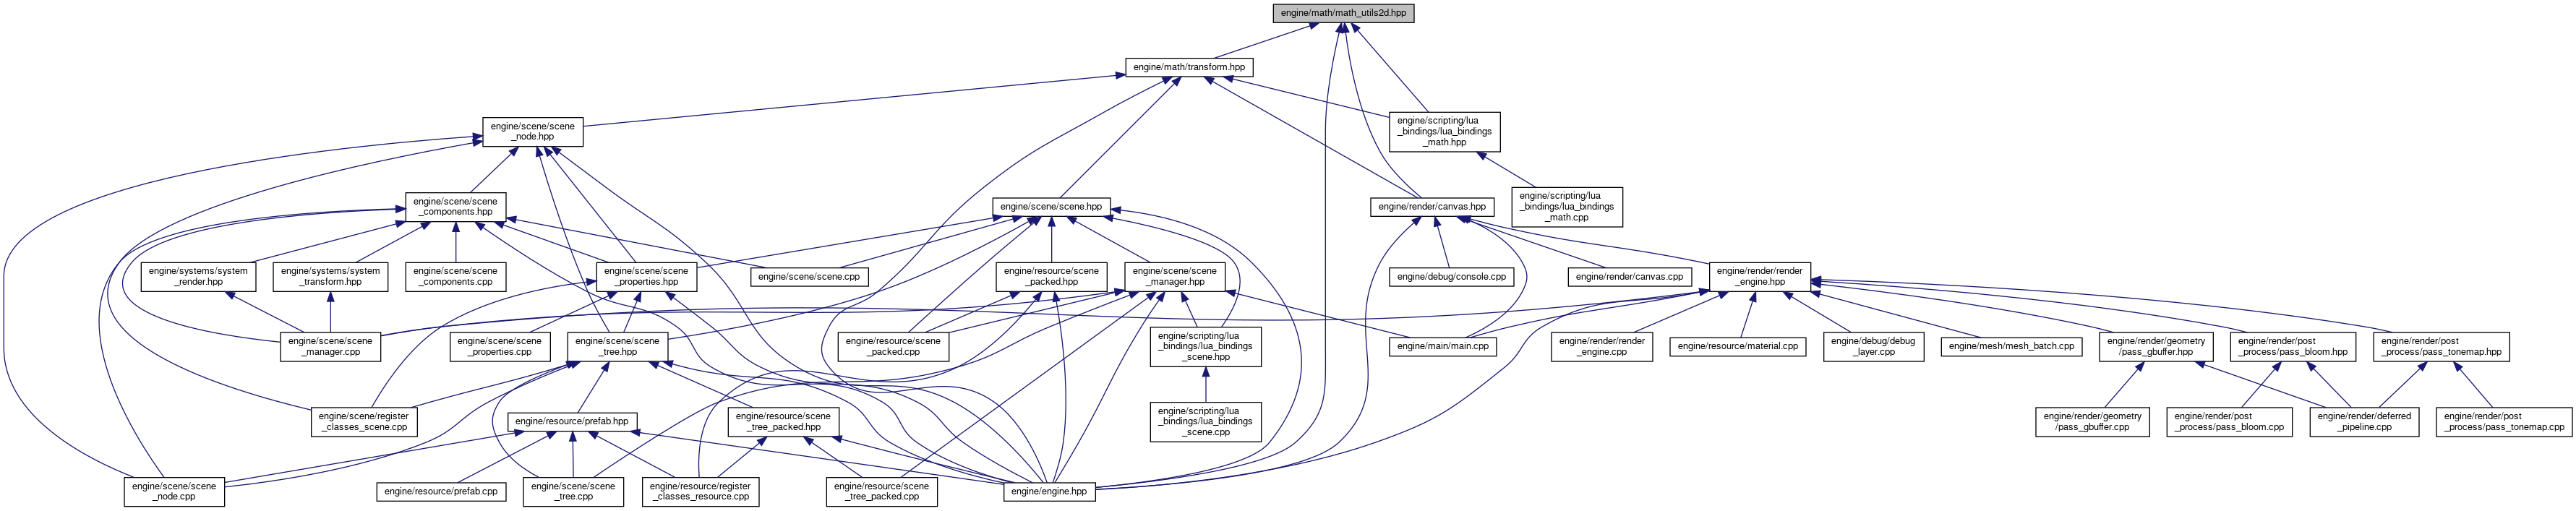 engine/math/math_utils2d.hpp
engine/math/transform.hpp
engine/scene/scene
_node.hpp
engine/scripting/lua
_bindings/lua_bindings
_math.hpp
engine/scene/scene
_components.hpp
engine/scene/scene.hpp
engine/render/canvas.hpp
engine/scripting/lua
_bindings/lua_bindings
_math.cpp
engine/systems/system
_render.hpp
engine/systems/system
_transform.hpp
engine/scene/scene
_components.cpp
engine/scene/scene
_properties.hpp
engine/scene/scene.cpp
engine/resource/scene
_packed.hpp
engine/scene/scene
_manager.hpp
engine/debug/console.cpp
engine/render/canvas.cpp
engine/render/render
_engine.hpp
engine/scene/scene
_manager.cpp
engine/scene/scene
_properties.cpp
engine/scene/scene
_tree.hpp
engine/resource/scene
_packed.cpp
engine/scripting/lua
_bindings/lua_bindings
_scene.hpp
engine/main/main.cpp
engine/render/render
_engine.cpp
engine/resource/material.cpp
engine/debug/debug
_layer.cpp
engine/mesh/mesh_batch.cpp
engine/render/geometry
/pass_gbuffer.hpp
engine/render/post
_process/pass_bloom.hpp
engine/render/post
_process/pass_tonemap.hpp
engine/scene/register
_classes_scene.cpp
engine/resource/prefab.hpp
engine/resource/scene
_tree_packed.hpp
engine/scripting/lua
_bindings/lua_bindings
_scene.cpp
engine/render/geometry
/pass_gbuffer.cpp
engine/render/post
_process/pass_bloom.cpp
engine/render/deferred
_pipeline.cpp
engine/render/post
_process/pass_tonemap.cpp
engine/scene/scene
_node.cpp
engine/resource/prefab.cpp
engine/scene/scene
_tree.cpp
engine/resource/register
_classes_resource.cpp
engine/resource/scene
_tree_packed.cpp
engine/engine.hpp